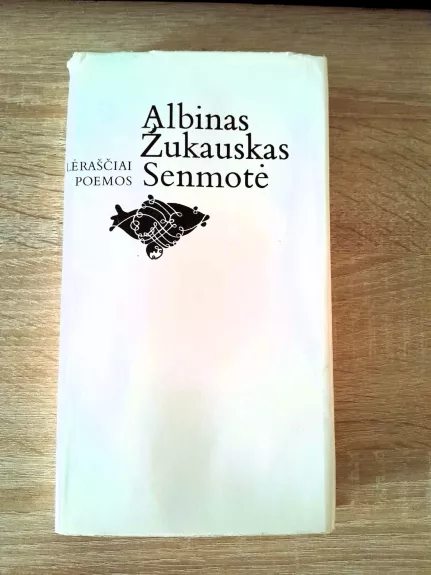 Albinas
Žukauskas
Senmotė
LĖRAŠČIAI
POEMOS